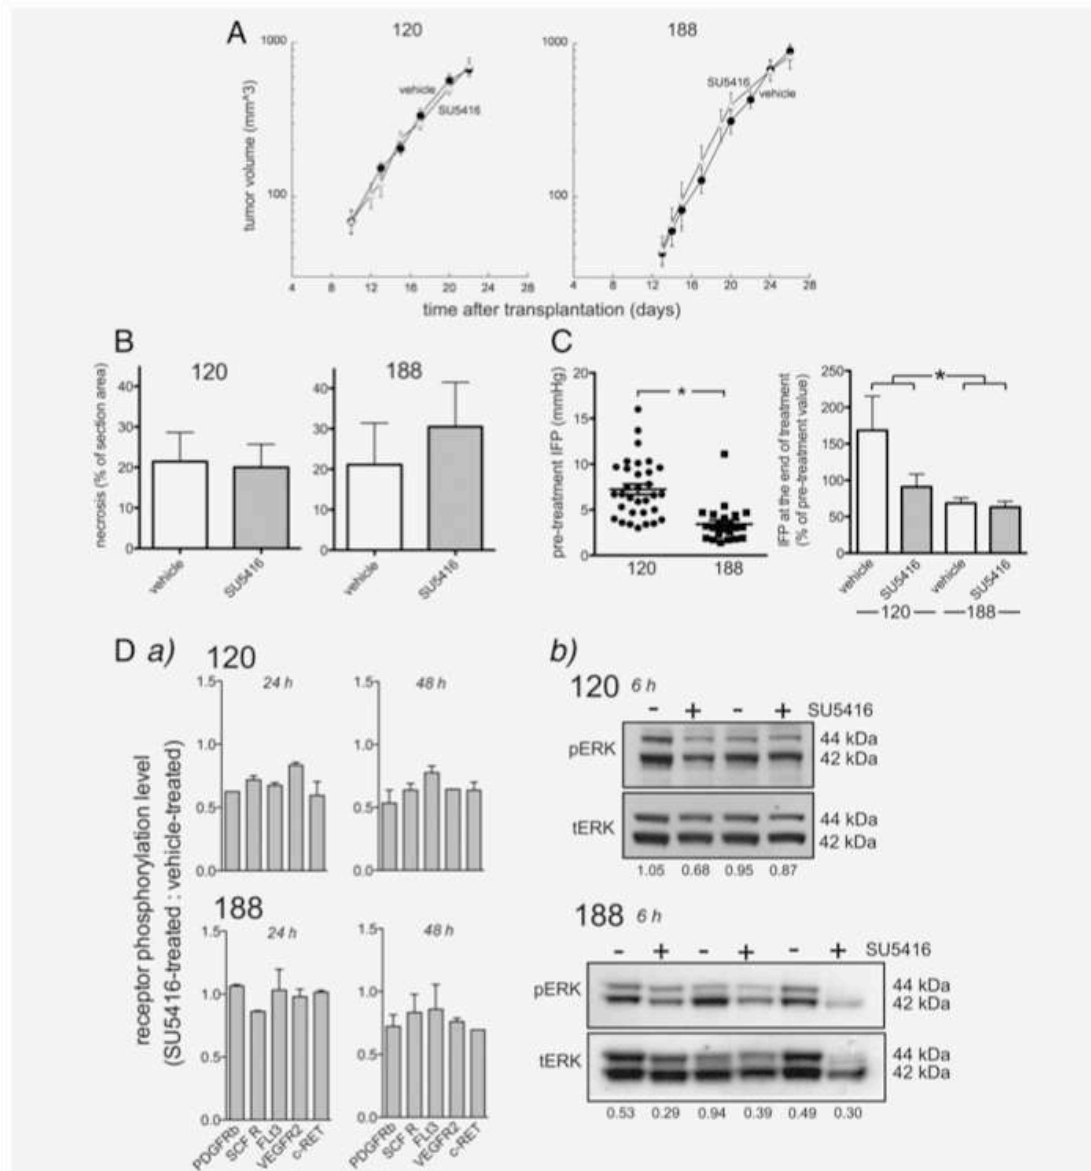 A
120
188
tumor volume (mm^3)
1000
100
vehicle
SU5416
4 8 12 16 20 24 28
1000
100
SU5416
vehicle
4 8 12 16 20 24 28
time after transplantation (days)
B
120
188
necrosis (% of section area)
40
30
20
10
0
vehicle
SU5416
40
30
20
10
0
vehicle
SU5416
C
pre-treatment IFP (mmHg)
20
15
10
5
0
*
120 188
IFP at the end of treatment
(% of pre-treatment value)
250
200
150
100
50
0
*
vehicle
SU5416
vehicle
SU5416
120 188
D a)
120
receptor phosphorylation level
(SU5416-treated : vehicle-treated)
24 h
1.5
1.0
0.5
0.0
48 h
1.5
1.0
0.5
0.0
188
24 h
1.5
1.0
0.5
0.0
PDGFRb
SCF R
FLt3
VEGFR2
c-RET
48 h
1.5
1.0
0.5
0.0
PDGFRb
SCF R
FLt3
VEGFR2
c-RET
b)
120 6 h
- + - + SU5416
pERK
44 kDa
42 kDa
tERK
44 kDa
42 kDa
1.05 0.68 0.95 0.87
188 6 h
- + - + - + SU5416
pERK
44 kDa
42 kDa
tERK
44 kDa
42 kDa
0.53 0.29 0.94 0.39 0.49 0.30